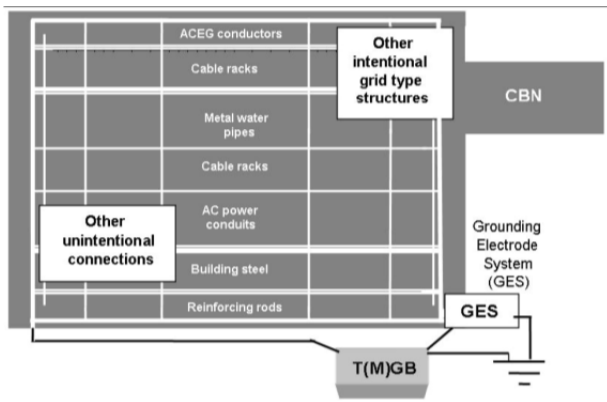 ACEG conductors
Cable racks
Other
intentional
grid type
structures
CBN
Metal water
pipes
Cable racks
AC power
conduits
Other
unintentional
connections
Building steel
Reinforcing rods
Grounding
Electrode
System
(GES)
GES
T(M)GB